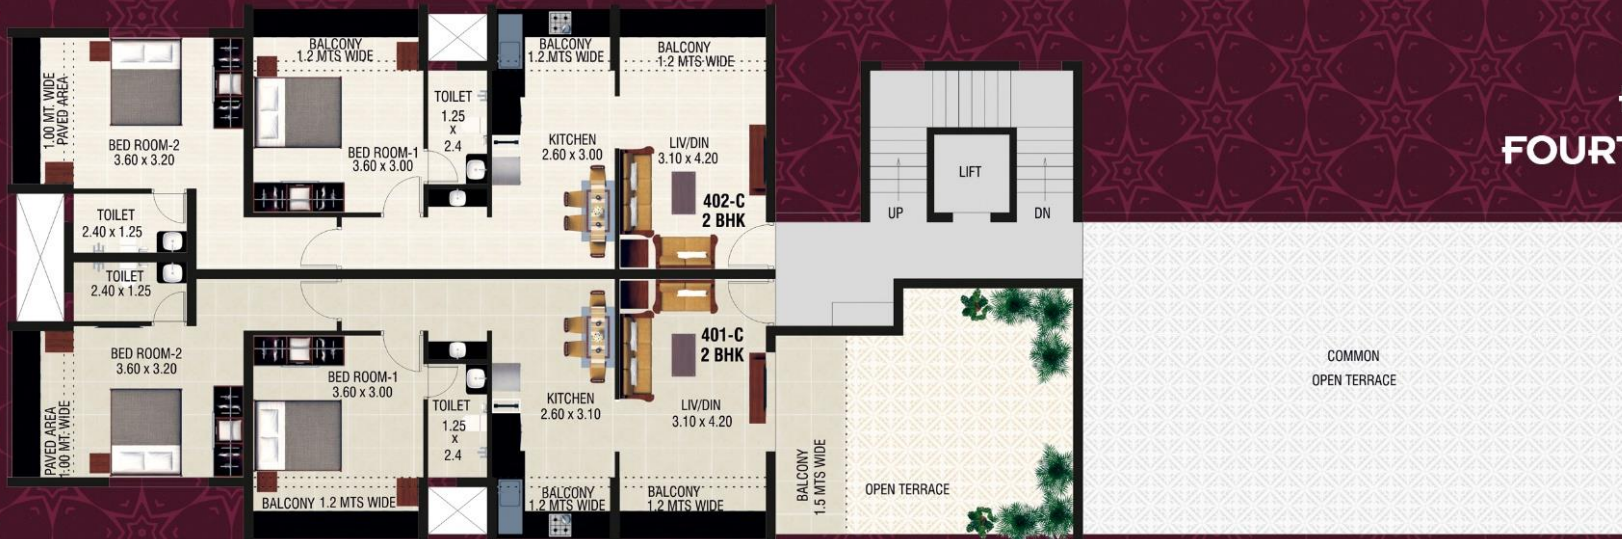 FOURT
BALCONY
1.2 MTS WIDE
BALCONY
1.2 MTS WIDE
BALCONY
1.2 MTS WIDE
1.00 MT. WIDE
PAVED AREA
BED ROOM-2
3.60 x 3.20
BED ROOM-1
3.60 x 3.00
TOILET
1.25
x
2.4
KITCHEN
2.60 x 3.00
LIV/DIN
3.10 x 4.20
402-C
2 BHK
LIFT
UP
DN
TOILET
2.40 x 1.25
TOILET
2.40 x 1.25
401-C
2 BHK
BED ROOM-2
3.60 x 3.20
BED ROOM-1
3.60 x 3.00
TOILET
1.25
x
2.4
KITCHEN
2.60 x 3.10
LIV/DIN
3.10 x 4.20
PAVED AREA
1.00 MT. WIDE
BALCONY 1.2 MTS WIDE
BALCONY
1.2 MTS WIDE
BALCONY
1.2 MTS WIDE
BALCONY
1.5 MTS WIDE
OPEN TERRACE
COMMON
OPEN TERRACE